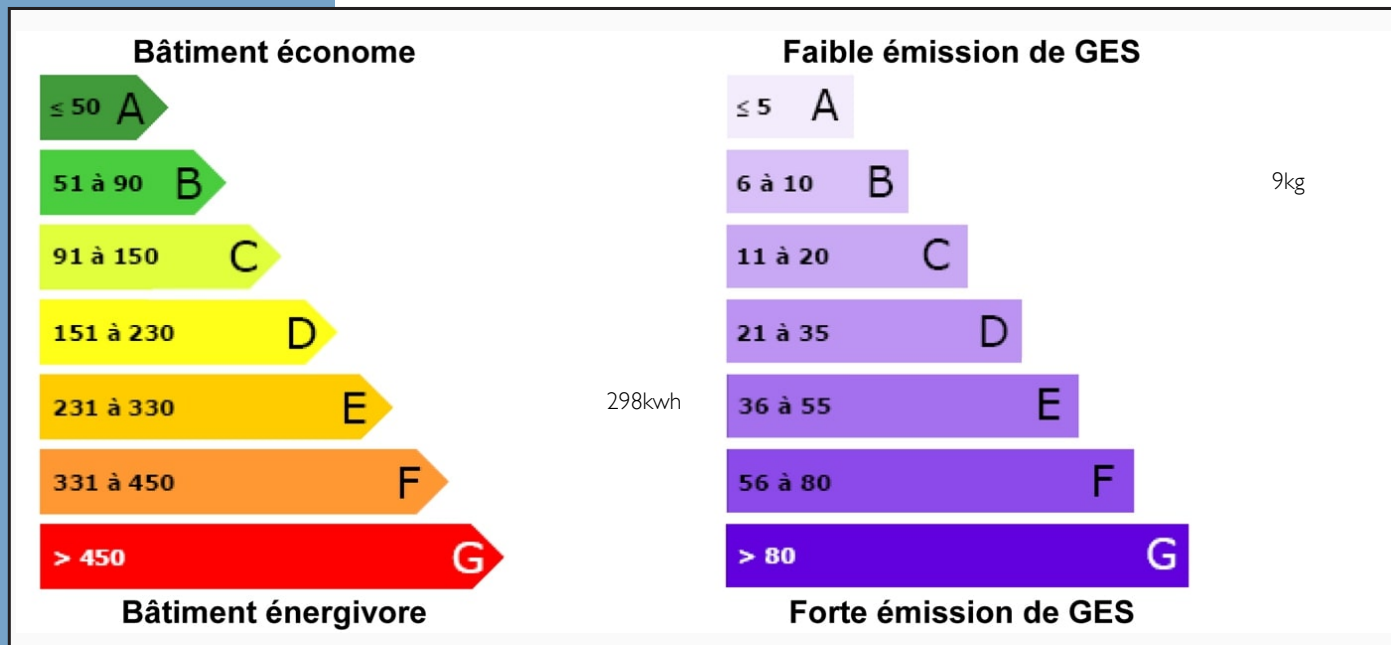 Bâtiment économe
≤ 50 A
51 à 90 B
91 à 150 C
151 à 230 D
231 à 330 E
298kwh
331 à 450 F
> 450 G
Bâtiment énergivore
Faible émission de GES
≤ 5 A
6 à 10 B
9kg
11 à 20 C
21 à 35 D
36 à 55 E
56 à 80 F
> 80 G
Forte émission de GES